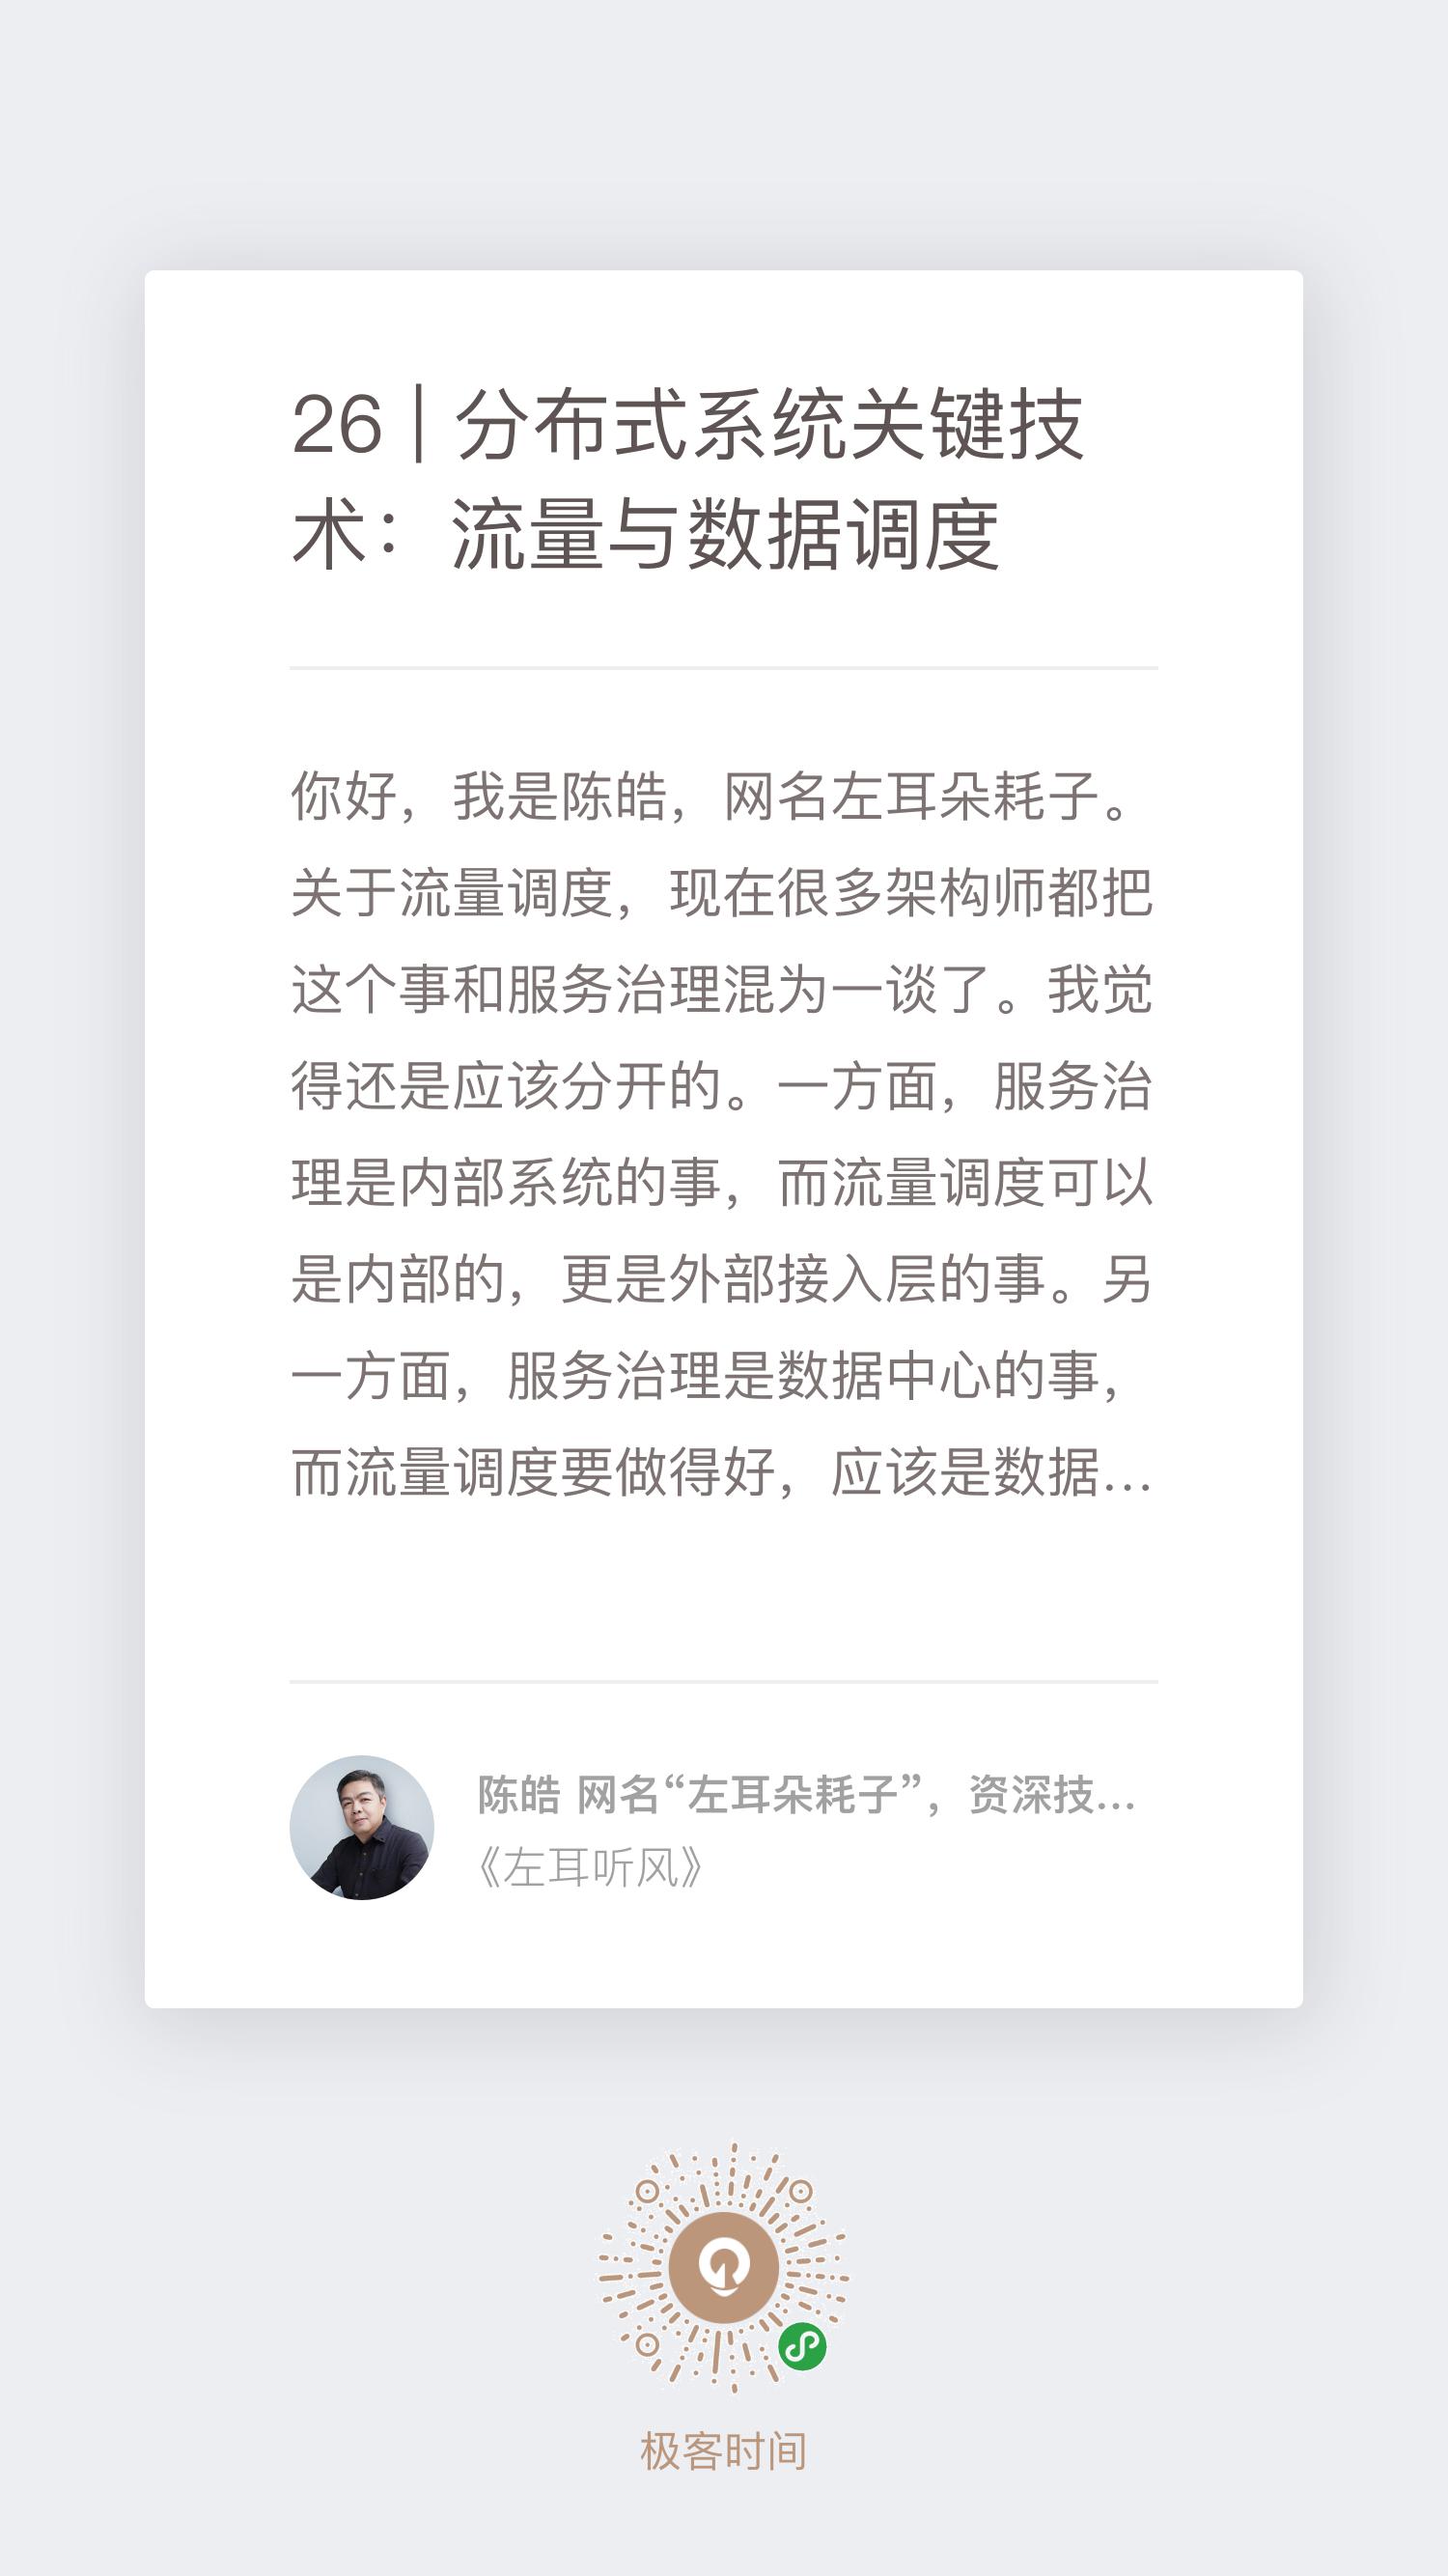 26 | 分布式系统关键技
术：流量与数据调度
你好，我是陈皓，网名左耳朵耗子。
关于流量调度，现在很多架构师都把
这个事和服务治理混为一谈了。我觉
得还是应该分开的。一方面，服务治
理是内部系统的事，而流量调度可以
是内部的，更是外部接入层的事。另
一方面，服务治理是数据中心的事，
而流量调度要做得好，应该是数据...
陈皓 网名“左耳朵耗子”，资深技...
《左耳听风》
极客时间